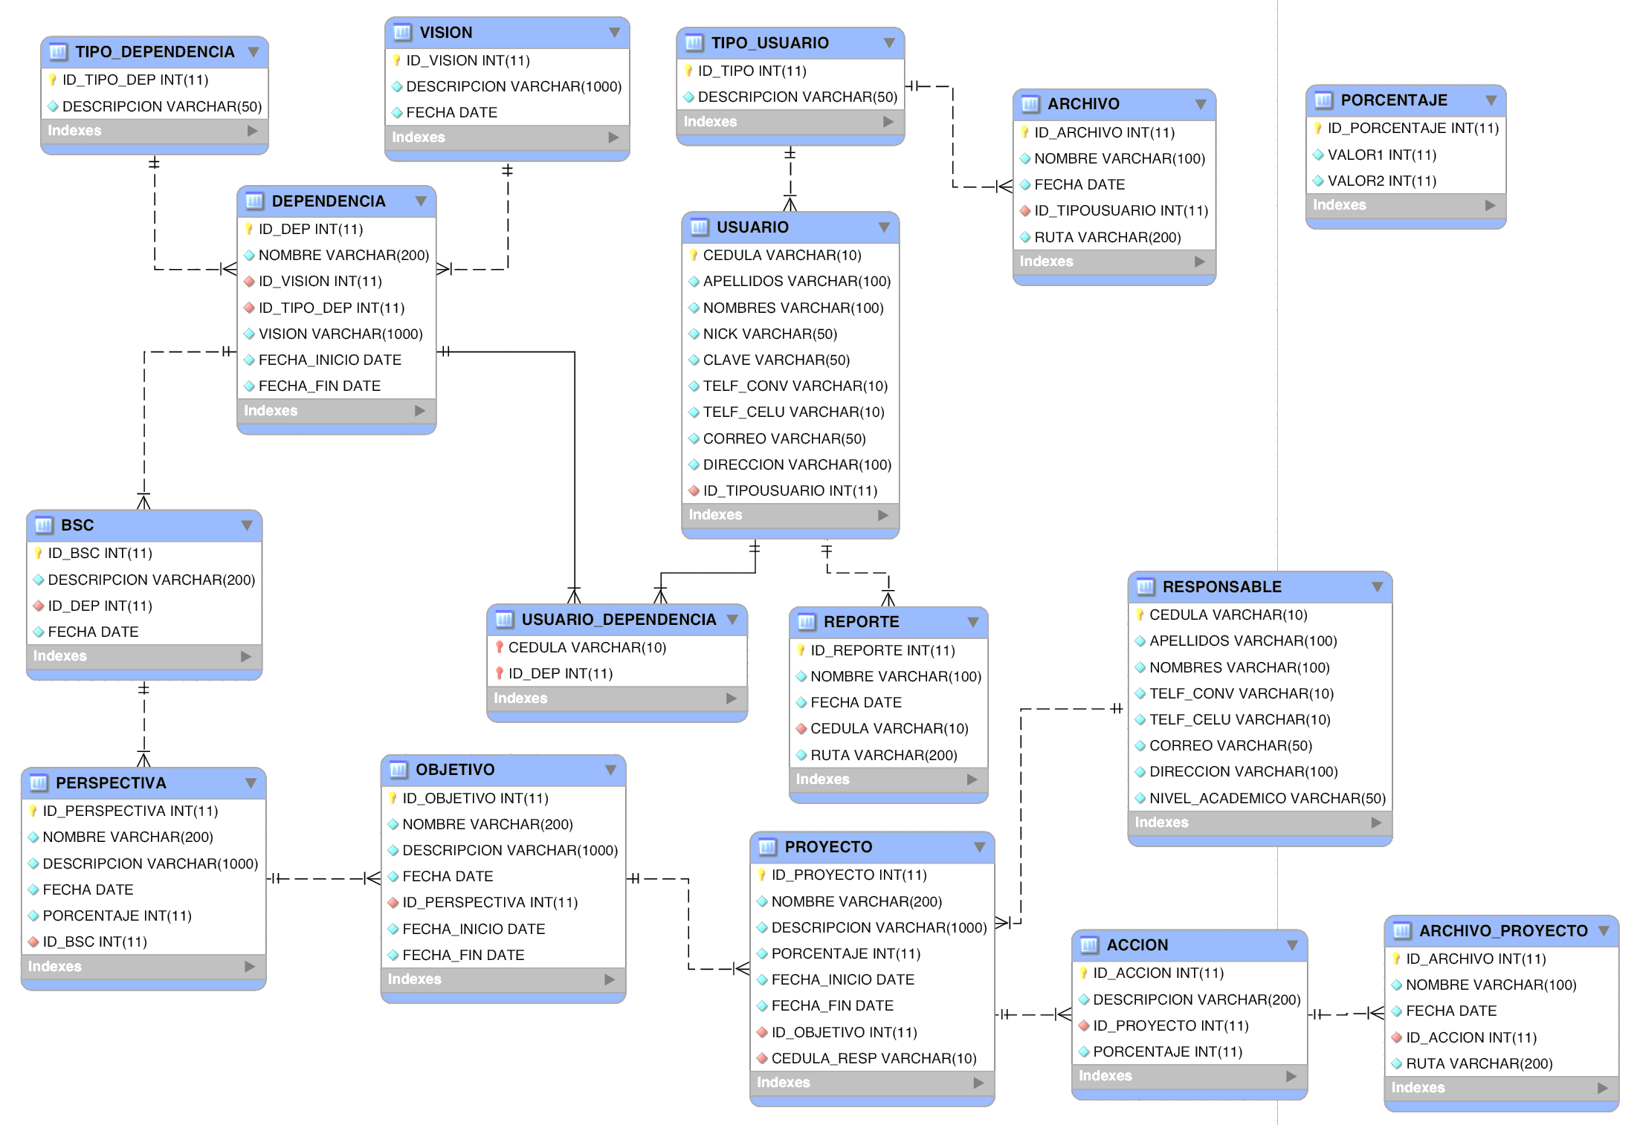 TIPO_DEPENDENCIA
ID_TIPO_DEP INT(11)
DESCRIPCION VARCHAR(50)
Indexes
VISION
ID_VISION INT(11)
DESCRIPCION VARCHAR(1000)
FECHA DATE
Indexes
TIPO_USUARIO
ID_TIPO INT(11)
DESCRIPCION VARCHAR(50)
Indexes
ARCHIVO
ID_ARCHIVO INT(11)
NOMBRE VARCHAR(100)
FECHA DATE
ID_TIPOUSUARIO INT(11)
RUTA VARCHAR(200)
Indexes
PORCENTAJE
ID_PORCENTAJE INT(11)
VALOR1 INT(11)
VALOR2 INT(11)
Indexes
DEPENDENCIA
ID_DEP INT(11)
NOMBRE VARCHAR(200)
ID_VISION INT(11)
ID_TIPO_DEP INT(11)
VISION VARCHAR(1000)
FECHA_INICIO DATE
FECHA_FIN DATE
Indexes
USUARIO
CEDULA VARCHAR(10)
APELLIDOS VARCHAR(100)
NOMBRES VARCHAR(100)
NICK VARCHAR(50)
CLAVE VARCHAR(50)
TELF_CONV VARCHAR(10)
TELF_CELU VARCHAR(10)
CORREO VARCHAR(50)
DIRECCION VARCHAR(100)
ID_TIPOUSUARIO INT(11)
Indexes
BSC
ID_BSC INT(11)
DESCRIPCION VARCHAR(200)
ID_DEP INT(11)
FECHA DATE
Indexes
USUARIO_DEPENDENCIA
CEDULA VARCHAR(10)
ID_DEP INT(11)
Indexes
REPORTE
ID_REPORTE INT(11)
NOMBRE VARCHAR(100)
FECHA DATE
CEDULA VARCHAR(10)
RUTA VARCHAR(200)
Indexes
RESPONSABLE
CEDULA VARCHAR(10)
APELLIDOS VARCHAR(100)
NOMBRES VARCHAR(100)
TELF_CONV VARCHAR(10)
TELF_CELU VARCHAR(10)
CORREO VARCHAR(50)
DIRECCION VARCHAR(100)
NIVEL_ACADEMICO VARCHAR(50)
Indexes
PERSPECTIVA
ID_PERSPECTIVA INT(11)
NOMBRE VARCHAR(200)
DESCRIPCION VARCHAR(1000)
FECHA DATE
PORCENTAJE INT(11)
ID_BSC INT(11)
Indexes
OBJETIVO
ID_OBJETIVO INT(11)
NOMBRE VARCHAR(200)
DESCRIPCION VARCHAR(1000)
FECHA DATE
ID_PERSPECTIVA INT(11)
FECHA_INICIO DATE
FECHA_FIN DATE
Indexes
PROYECTO
ID_PROYECTO INT(11)
NOMBRE VARCHAR(200)
DESCRIPCION VARCHAR(1000)
PORCENTAJE INT(11)
FECHA_INICIO DATE
FECHA_FIN DATE
ID_OBJETIVO INT(11)
CEDULA_RESP VARCHAR(10)
Indexes
ACCION
ID_ACCION INT(11)
DESCRIPCION VARCHAR(200)
ID_PROYECTO INT(11)
PORCENTAJE INT(11)
Indexes
ARCHIVO_PROYECTO
ID_ARCHIVO INT(11)
NOMBRE VARCHAR(100)
FECHA DATE
ID_ACCION INT(11)
RUTA VARCHAR(200)
Indexes